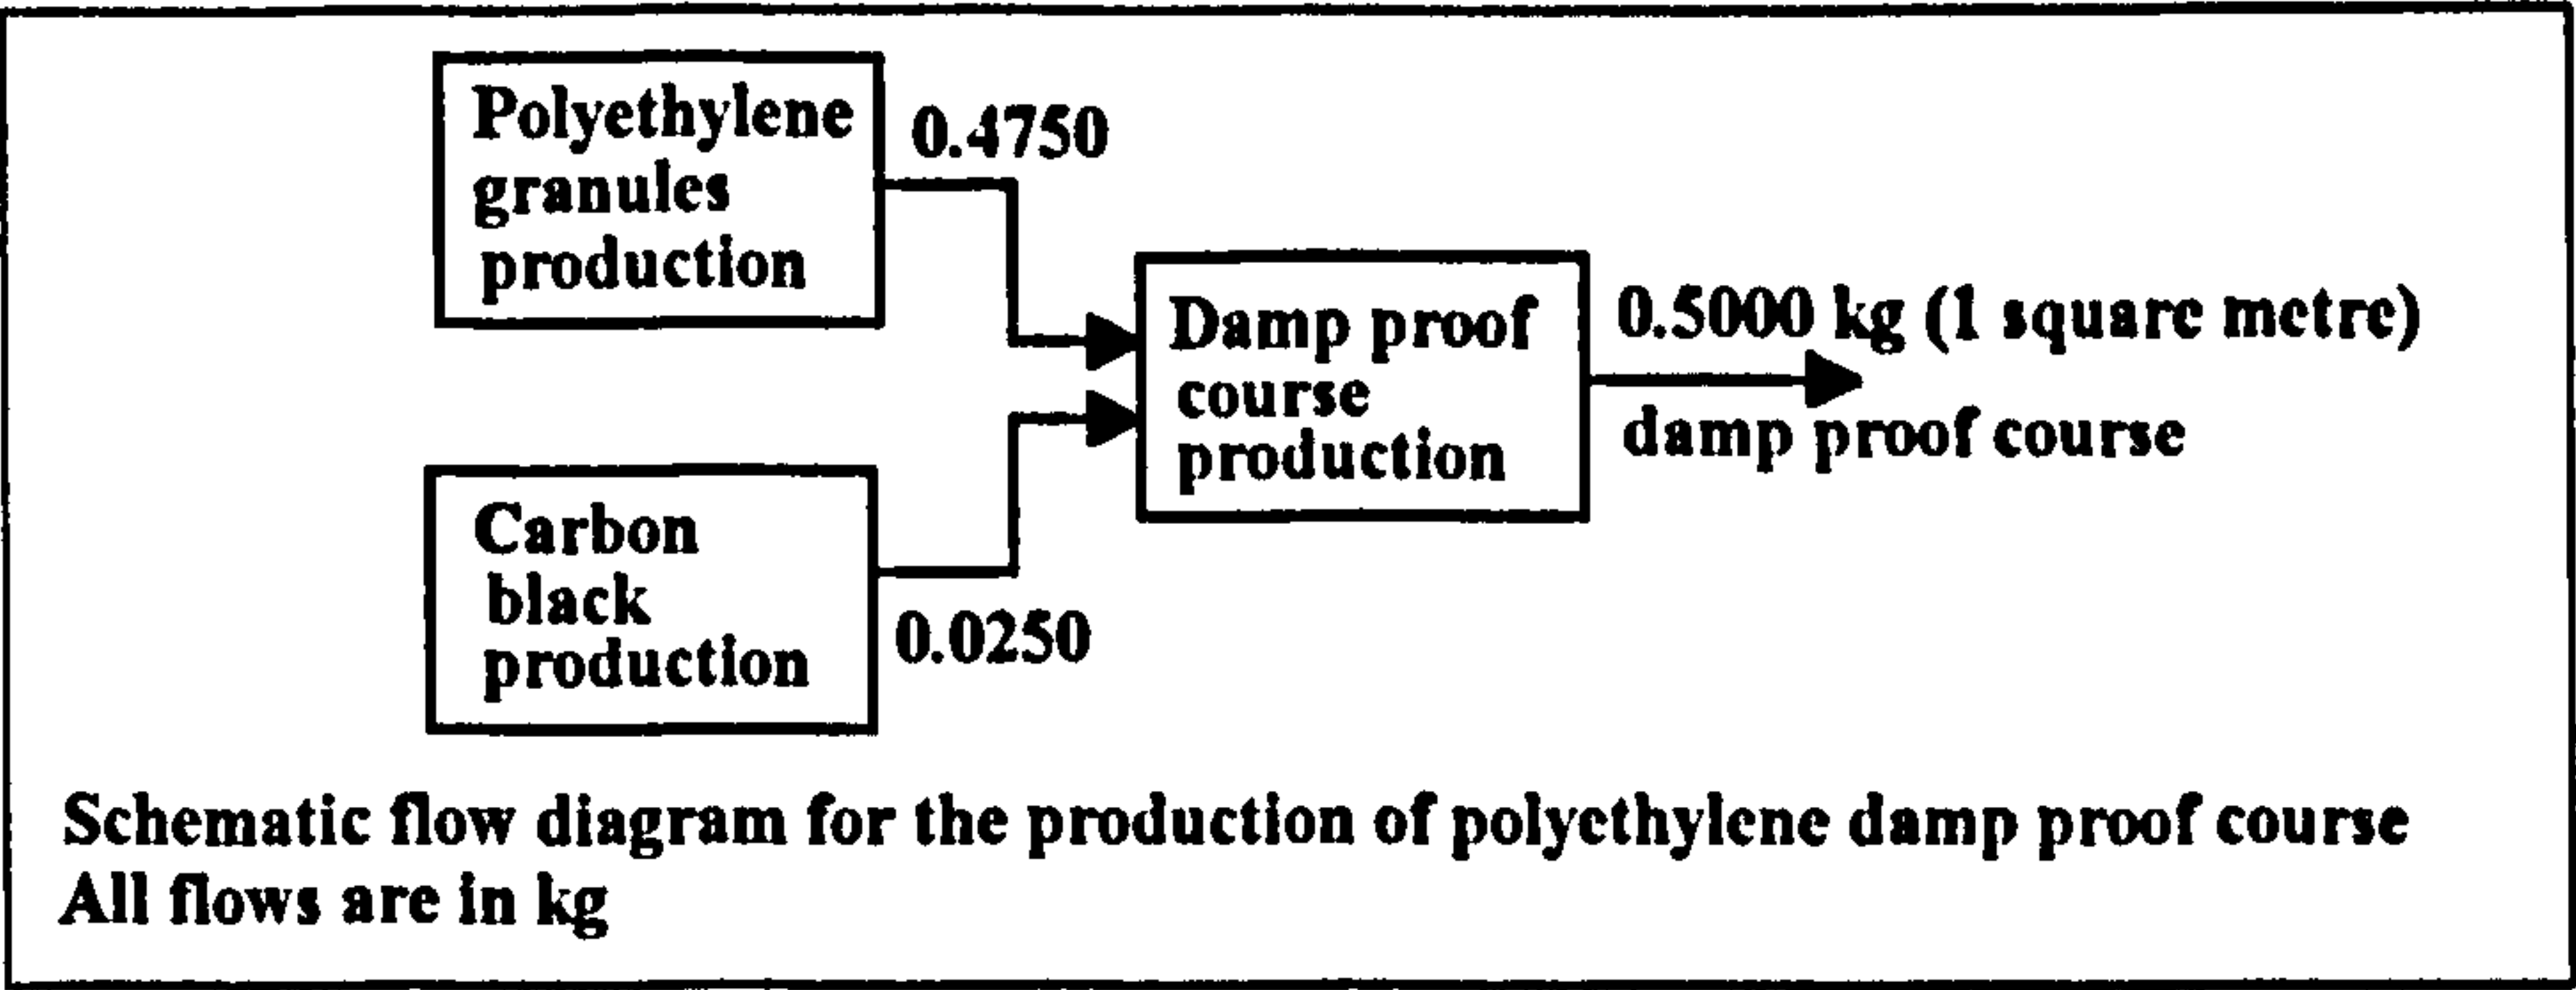 Polyethylene
granules
production
0.4750
Damp proof
course
production
0.5000 kg (1 square metre)
damp proof course
Carbon
black
production
0.0250
Schematic flow diagram for the production of polyethylene damp proof course
All flows are in kg